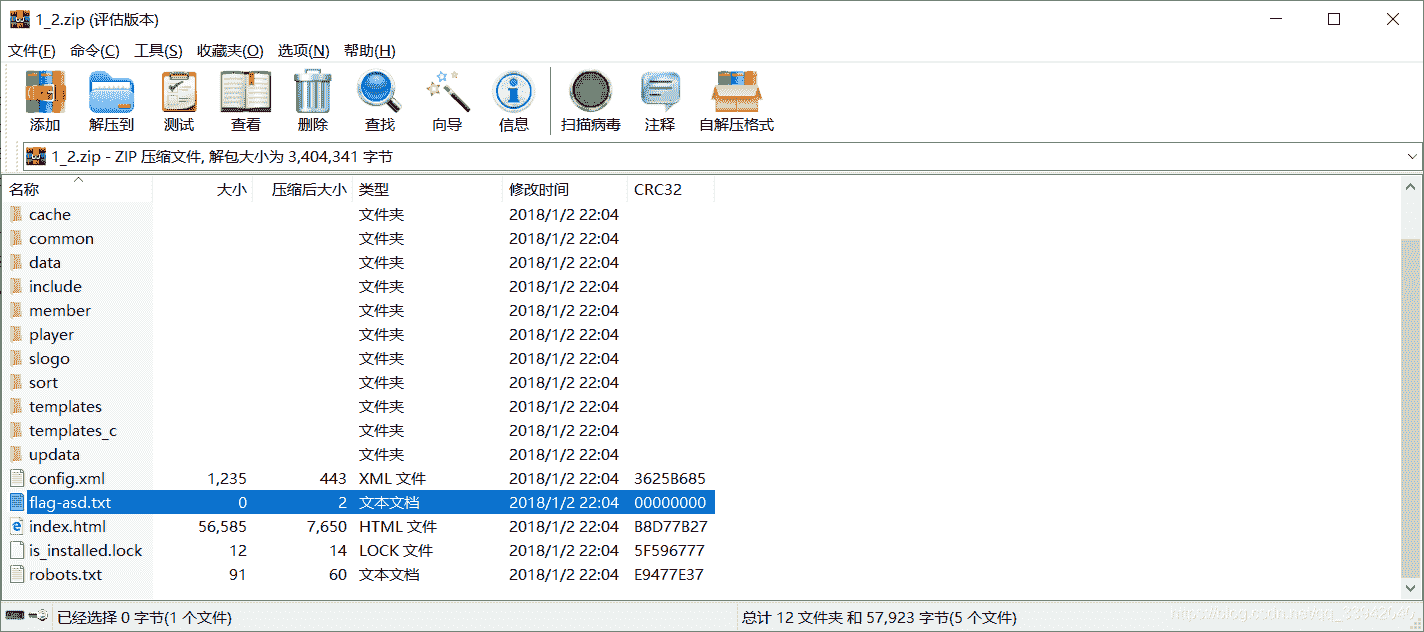 1_2.zip (评估版本)
文件(F) 命令(C) 工具(S) 收藏夹(O) 选项(N) 帮助(H)
添加 解压到 测试 查看 删除 查找 向导 信息 扫描病毒 注释 自解压格式
1_2.zip - ZIP 压缩文件, 解包大小为 3,404,341 字节
名称 大小 压缩后大小 类型 修改时间 CRC32
cache 文件夹 2018/1/2 22:04
common 文件夹 2018/1/2 22:04
data 文件夹 2018/1/2 22:04
include 文件夹 2018/1/2 22:04
member 文件夹 2018/1/2 22:04
player 文件夹 2018/1/2 22:04
slogo 文件夹 2018/1/2 22:04
sort 文件夹 2018/1/2 22:04
templates 文件夹 2018/1/2 22:04
templates_c 文件夹 2018/1/2 22:04
updata 文件夹 2018/1/2 22:04
config.xml 1,235 443 XML 文件 2018/1/2 22:04 3625B685
flag-asd.txt 0 2 文本文档 2018/1/2 22:04 00000000
index.html 56,585 7,650 HTML 文件 2018/1/2 22:04 B8D77B27
is_installed.lock 12 14 LOCK 文件 2018/1/2 22:04 5F596777
robots.txt 91 60 文本文档 2018/1/2 22:04 E9477E37
已经选择 0 字节(1 个文件) 总计 12 文件夹 和 57,923 字节(5 个文件)
https://blog.csdn.net/qq_33942040